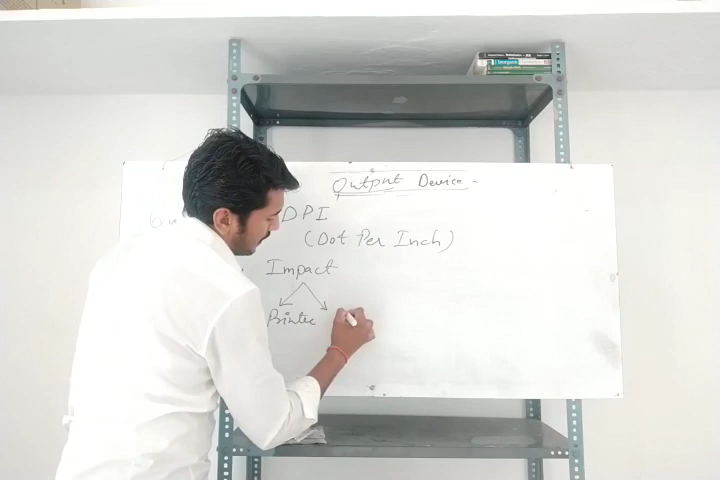 Output Device -
DPI
(Dot Per Inch)
Impact
Printer